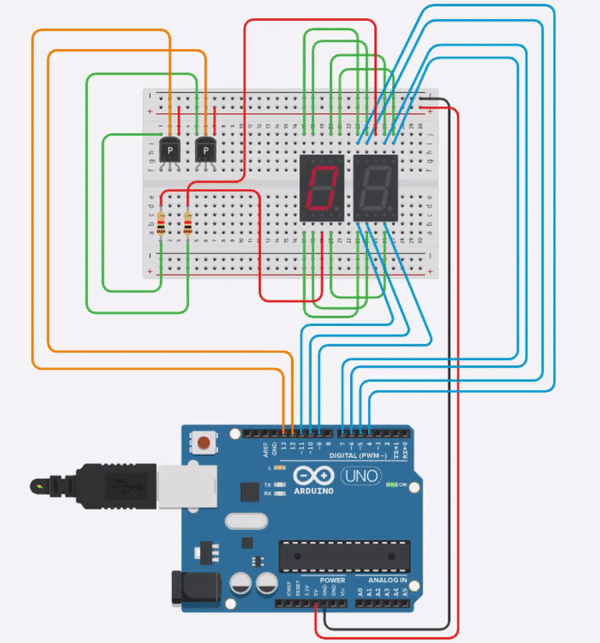 P
P
AREF
GND
13
12
~11
~10
~9
8
7
~6
~5
4
~3
2
TX→1
RX←0
DIGITAL (PWM~)
L
TX
RX
UNO
ARDUINO
ON
POWER
ANALOG IN
IOREF
RESET
3.3V
5V
GND
GND
Vin
A0
A1
A2
A3
A4
A5